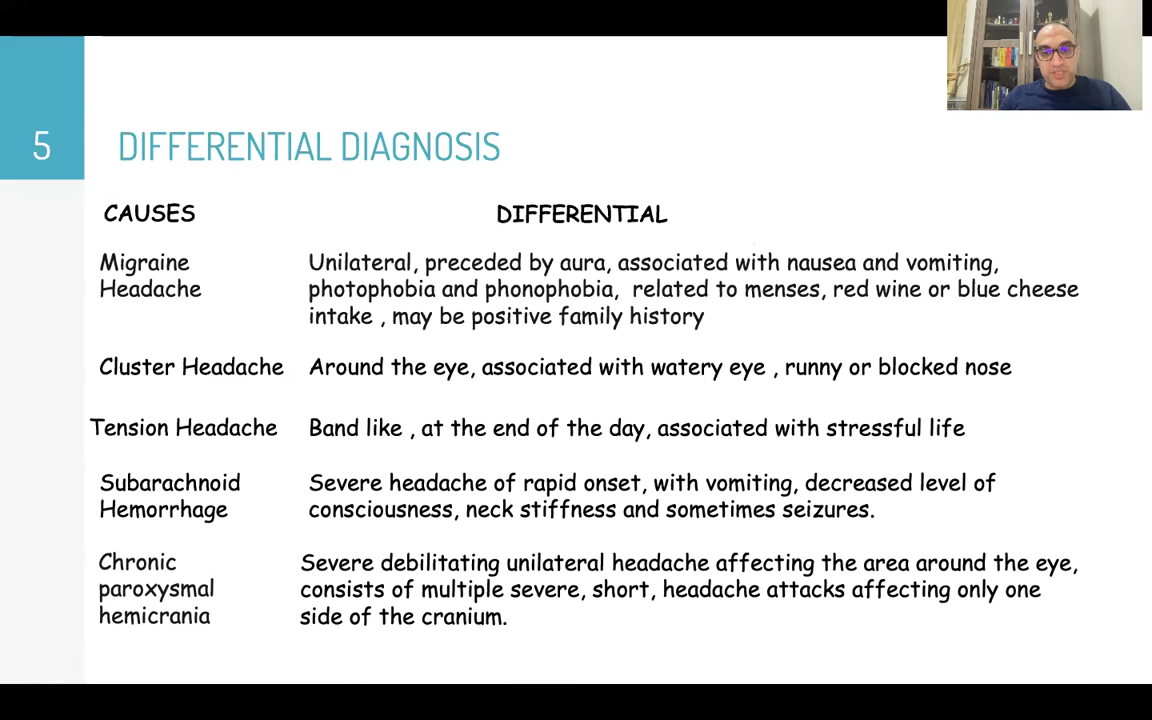 5
DIFFERENTIAL DIAGNOSIS
CAUSES
DIFFERENTIAL
Migraine
Headache
Unilateral, preceded by aura, associated with nausea and vomiting,
photophobia and phonophobia, related to menses, red wine or blue cheese
intake , may be positive family history
Cluster Headache
Around the eye, associated with watery eye , runny or blocked nose
Tension Headache
Band like , at the end of the day, associated with stressful life
Subarachnoid
Hemorrhage
Severe headache of rapid onset, with vomiting, decreased level of
consciousness, neck stiffness and sometimes seizures.
Chronic
paroxysmal
hemicrania
Severe debilitating unilateral headache affecting the area around the eye,
consists of multiple severe, short, headache attacks affecting only one
side of the cranium.